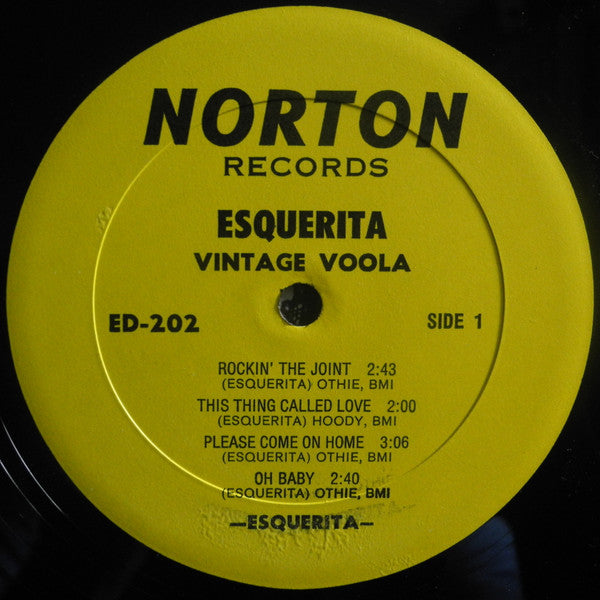 NORTON
RECORDS
ESQUERITA
VINTAGE VOOLA
ED-202 SIDE 1
ROCKIN' THE JOINT 2:43
(ESQUERITA) OTHIE, BMI
THIS THING CALLED LOVE 2:00
(ESQUERITA) HOODY, BMI
PLEASE COME ON HOME 3:06
(ESQUERITA) OTHIE, BMI
OH BABY 2:40
(ESQUERITA) OTHIE, BMI
—ESQUERITA—